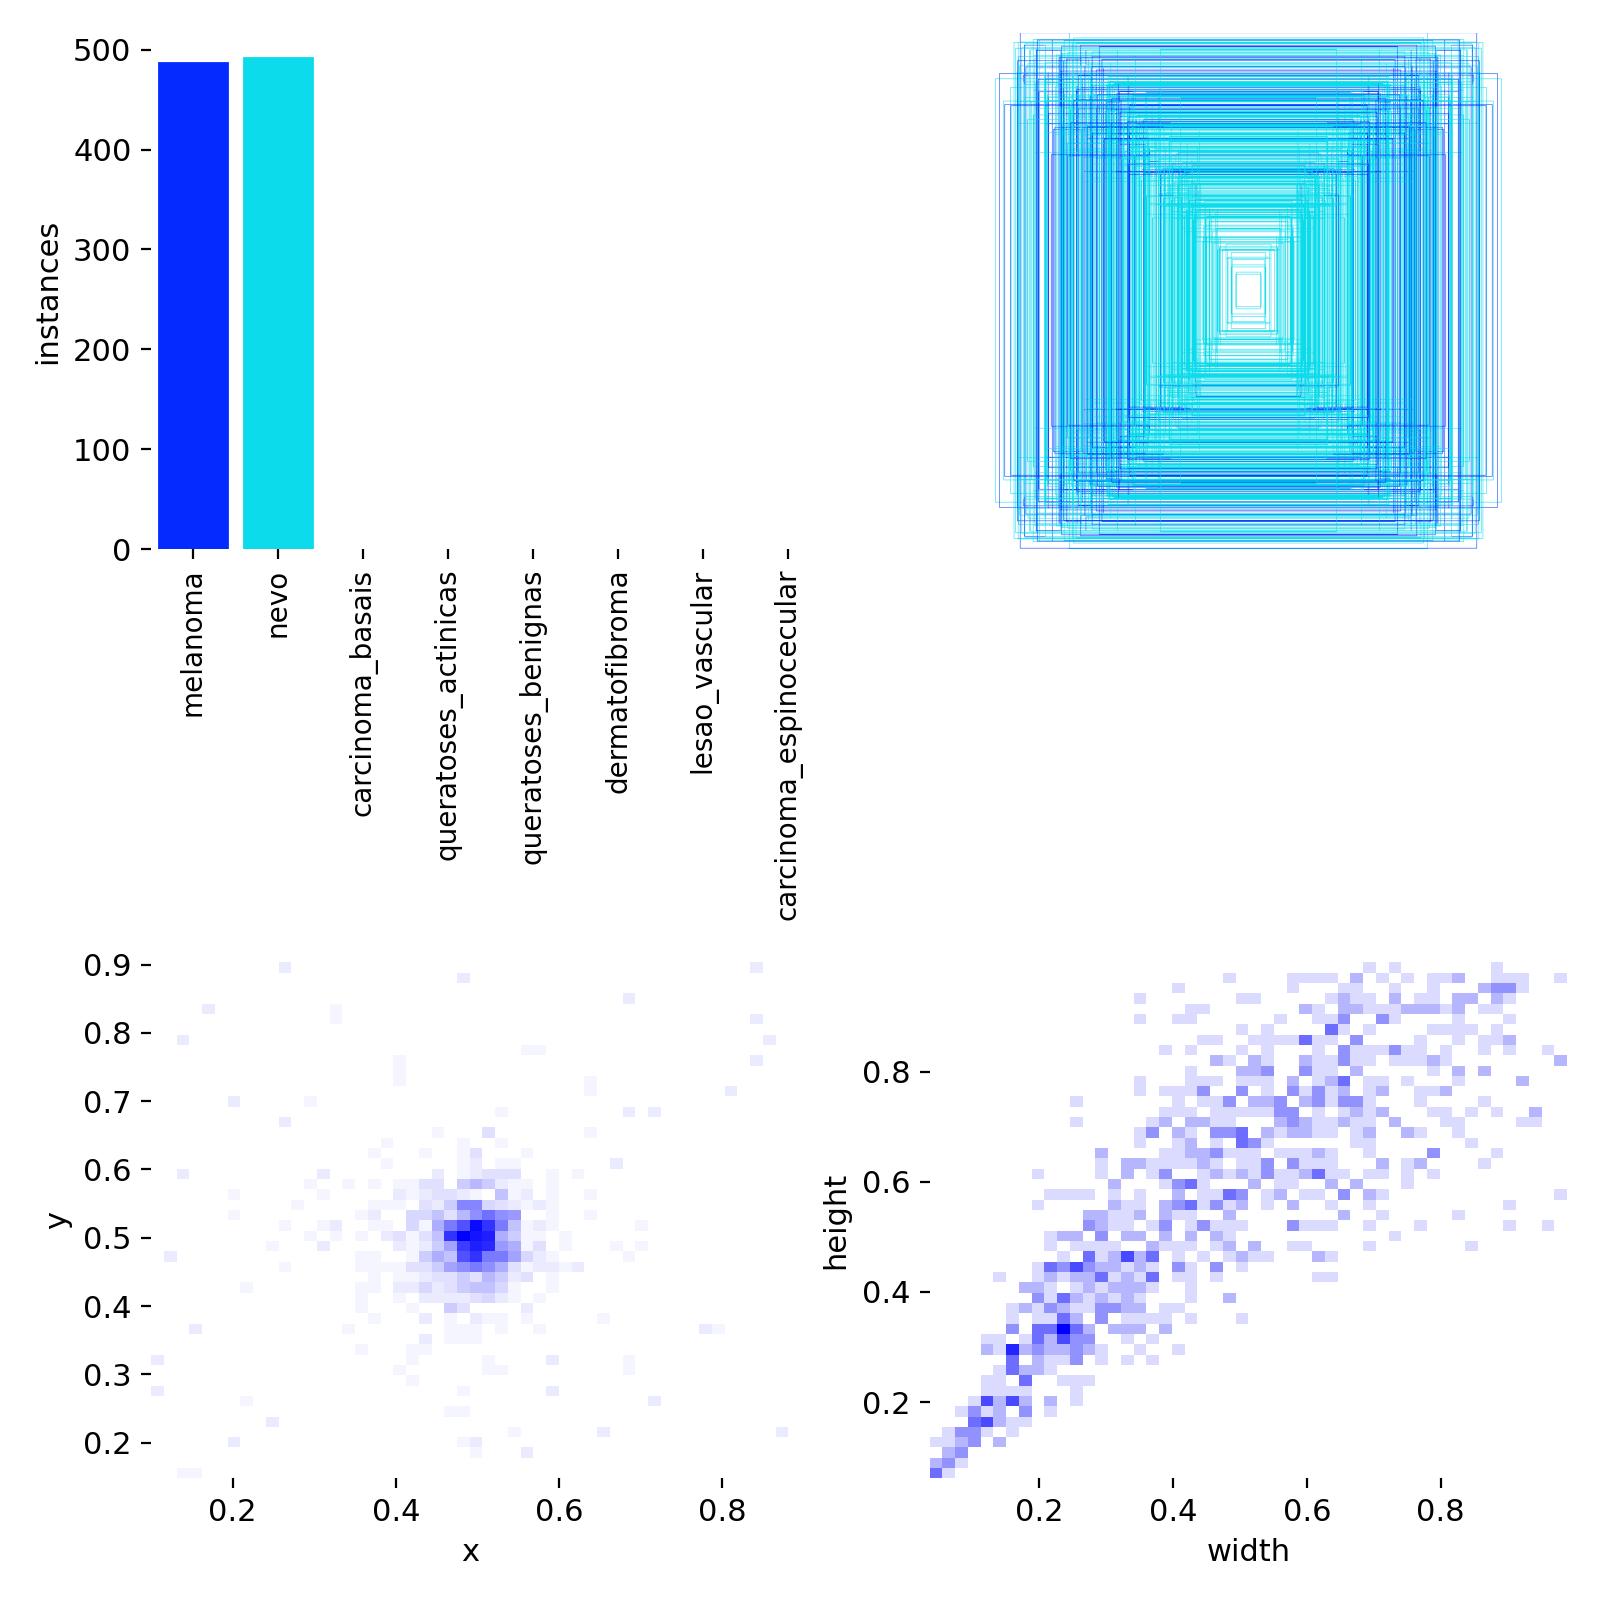 500
400
300
200
100
0
instances
melanoma
nevo
carcinoma_basais
queratoses_actinicas
queratoses_benignas
dermatofibroma
lesao_vascular
carcinoma_espinocecular
0.9
0.8
0.7
0.6
0.5
0.4
0.3
0.2
y
0.2 0.4 0.6 0.8
x
0.8
0.6
0.4
0.2
height
0.2 0.4 0.6 0.8
width